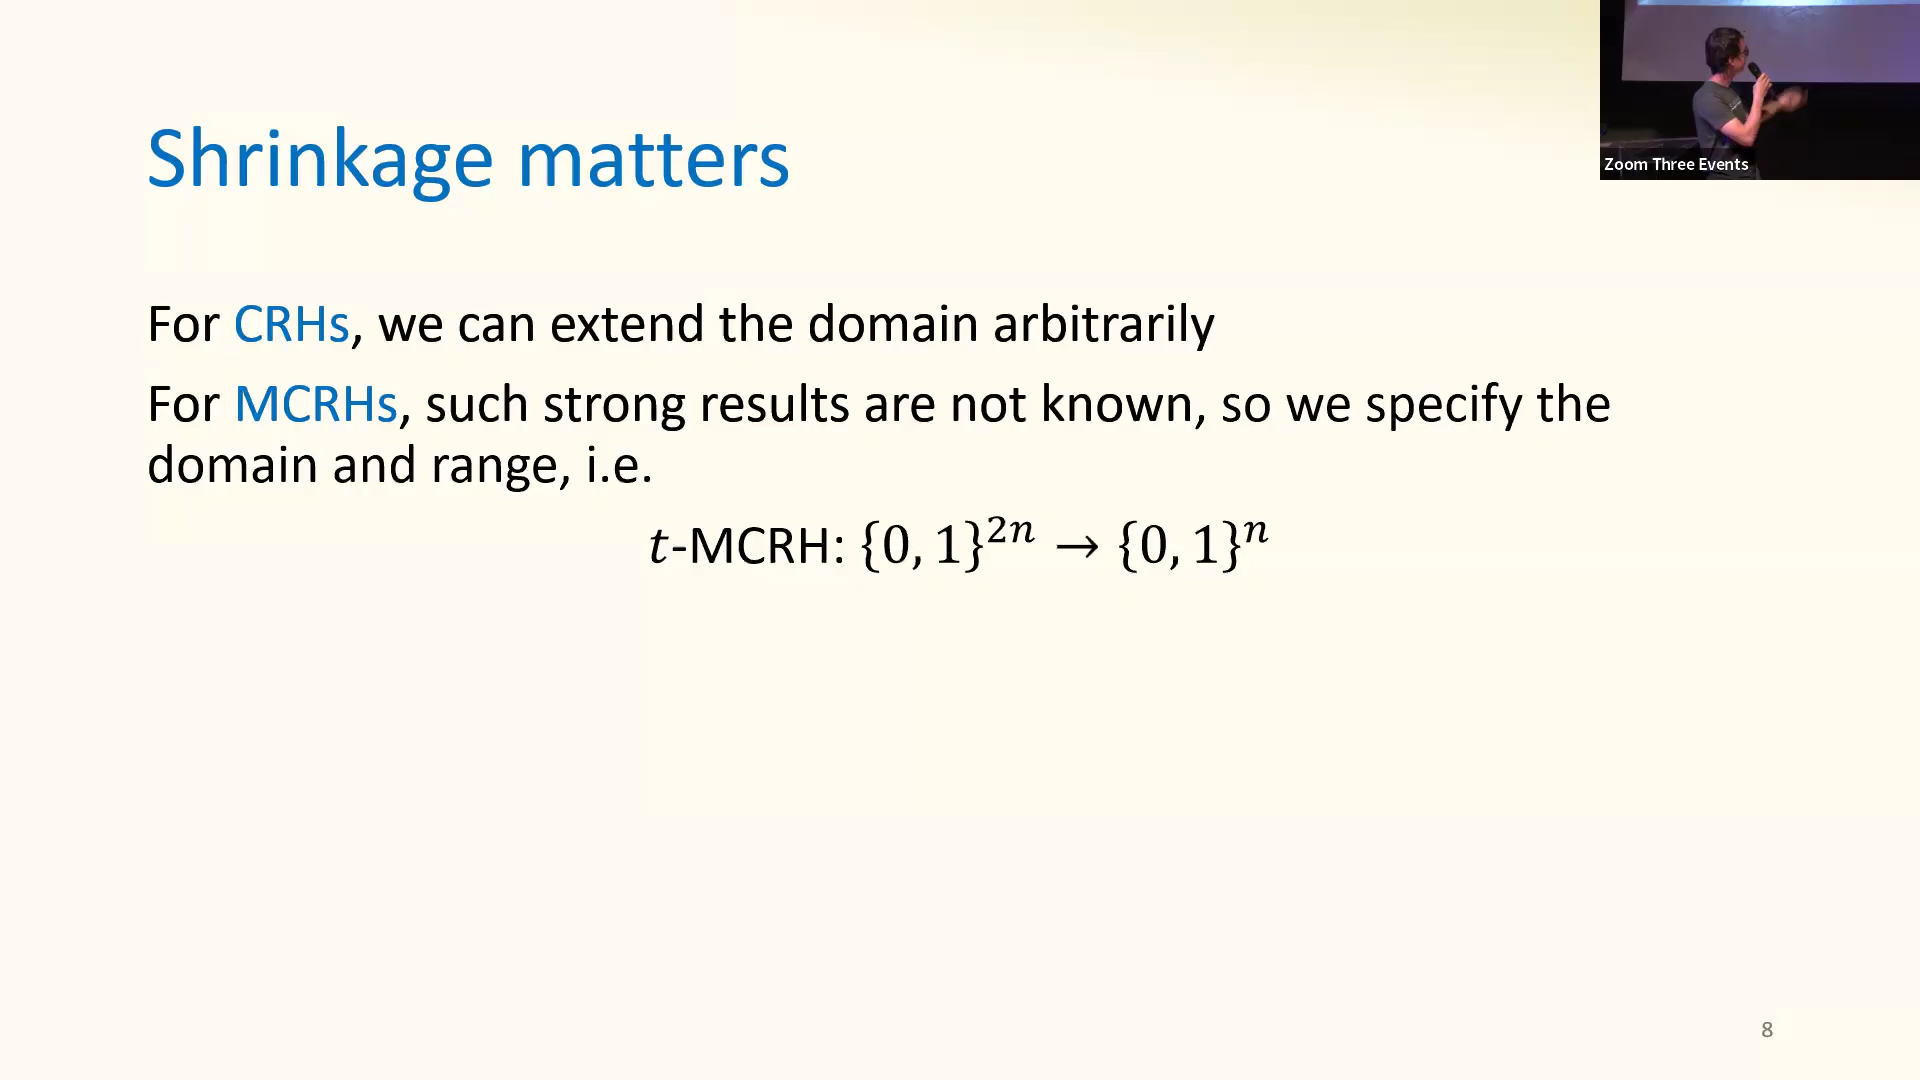 Shrinkage matters
Zoom Three Events
For CRHs, we can extend the domain arbitrarily
For MCRHs, such strong results are not known, so we specify the
domain and range, i.e.
𝑡-MCRH: {0, 1}²ⁿ → {0, 1}ⁿ
8